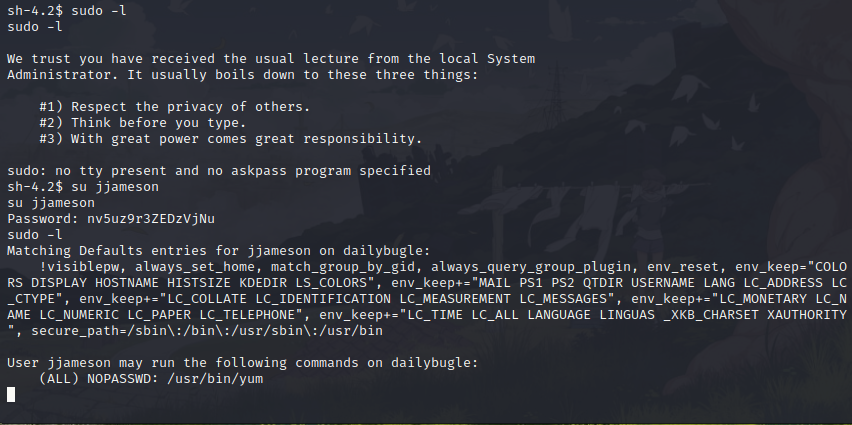 sh-4.2$ sudo -l
sudo -l
We trust you have received the usual lecture from the local System
Administrator. It usually boils down to these three things:
#1) Respect the privacy of others.
#2) Think before you type.
#3) With great power comes great responsibility.
sudo: no tty present and no askpass program specified
sh-4.2$ su jjameson
su jjameson
Password: nv5uz9r3ZEDzVjNu
sudo -l
Matching Defaults entries for jjameson on dailybugle:
!visiblepw, always_set_home, match_group_by_gid, always_query_group_plugin, env_reset, env_keep="COLO
RS DISPLAY HOSTNAME HISTSIZE KDEDIR LS_COLORS", env_keep+="MAIL PS1 PS2 QTDIR USERNAME LANG LC_ADDRESS LC
_CTYPE", env_keep+="LC_COLLATE LC_IDENTIFICATION LC_MEASUREMENT LC_MESSAGES", env_keep+="LC_MONETARY LC_N
AME LC_NUMERIC LC_PAPER LC_TELEPHONE", env_keep+="LC_TIME LC_ALL LANGUAGE LINGUAS _XKB_CHARSET XAUTHORITY
", secure_path=/sbin\:/bin\:/usr/sbin\:/usr/bin
User jjameson may run the following commands on dailybugle:
(ALL) NOPASSWD: /usr/bin/yum